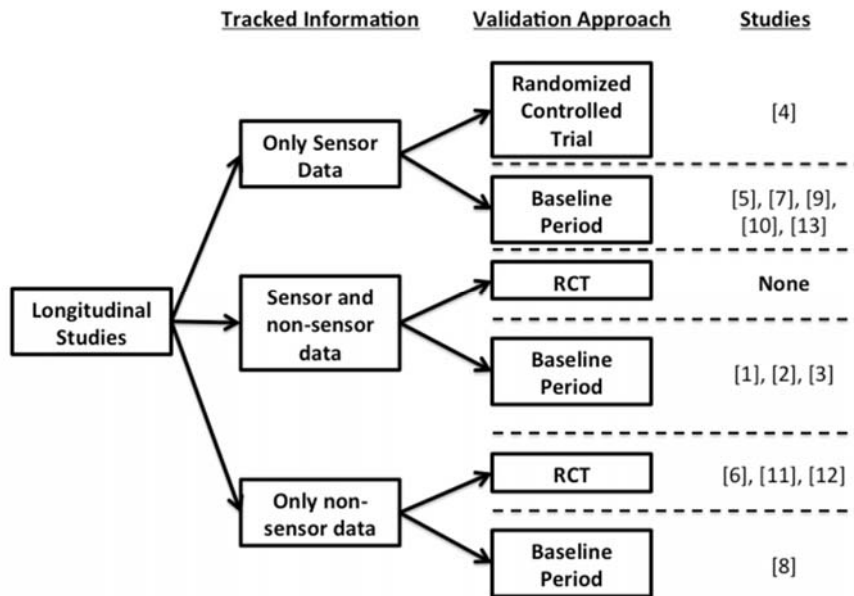 Tracked Information
Validation Approach
Studies
Longitudinal
Studies
Only Sensor
Data
Randomized
Controlled
Trial
[4]
Baseline
Period
[5], [7], [9],
[10], [13]
Sensor and
non-sensor
data
RCT
None
Baseline
Period
[1], [2], [3]
Only non-
sensor data
RCT
[6], [11], [12]
Baseline
Period
[8]